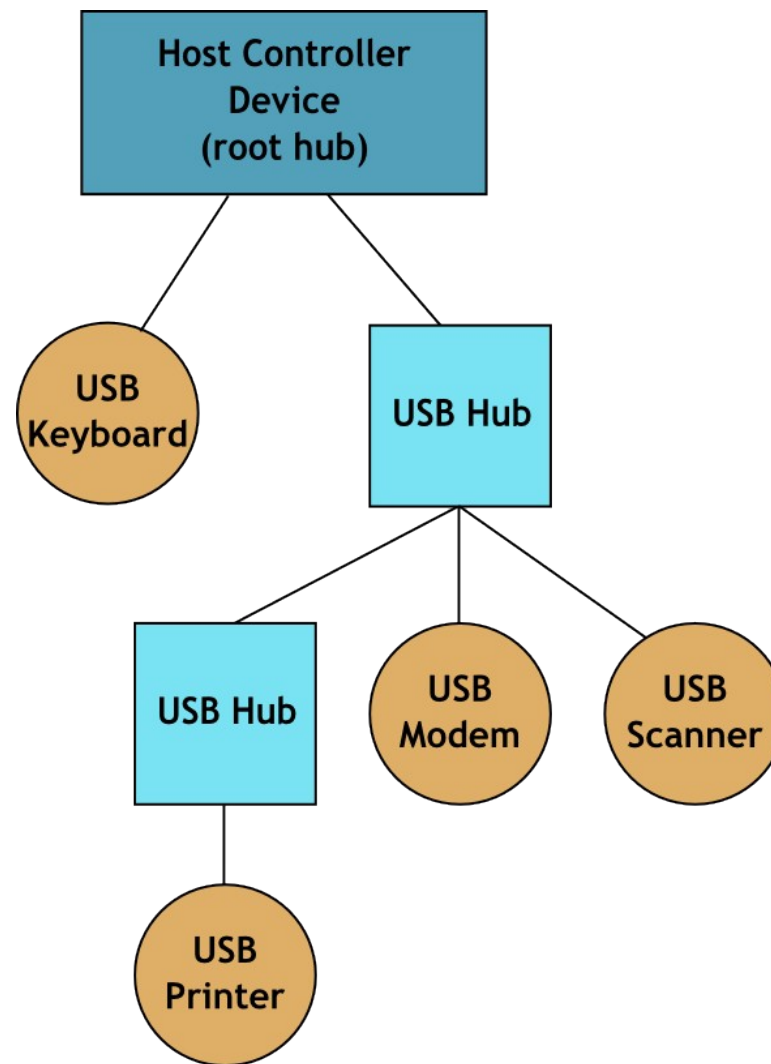 Host Controller
Device
(root hub)
USB
Keyboard
USB Hub
USB Hub
USB
Modem
USB
Scanner
USB
Printer